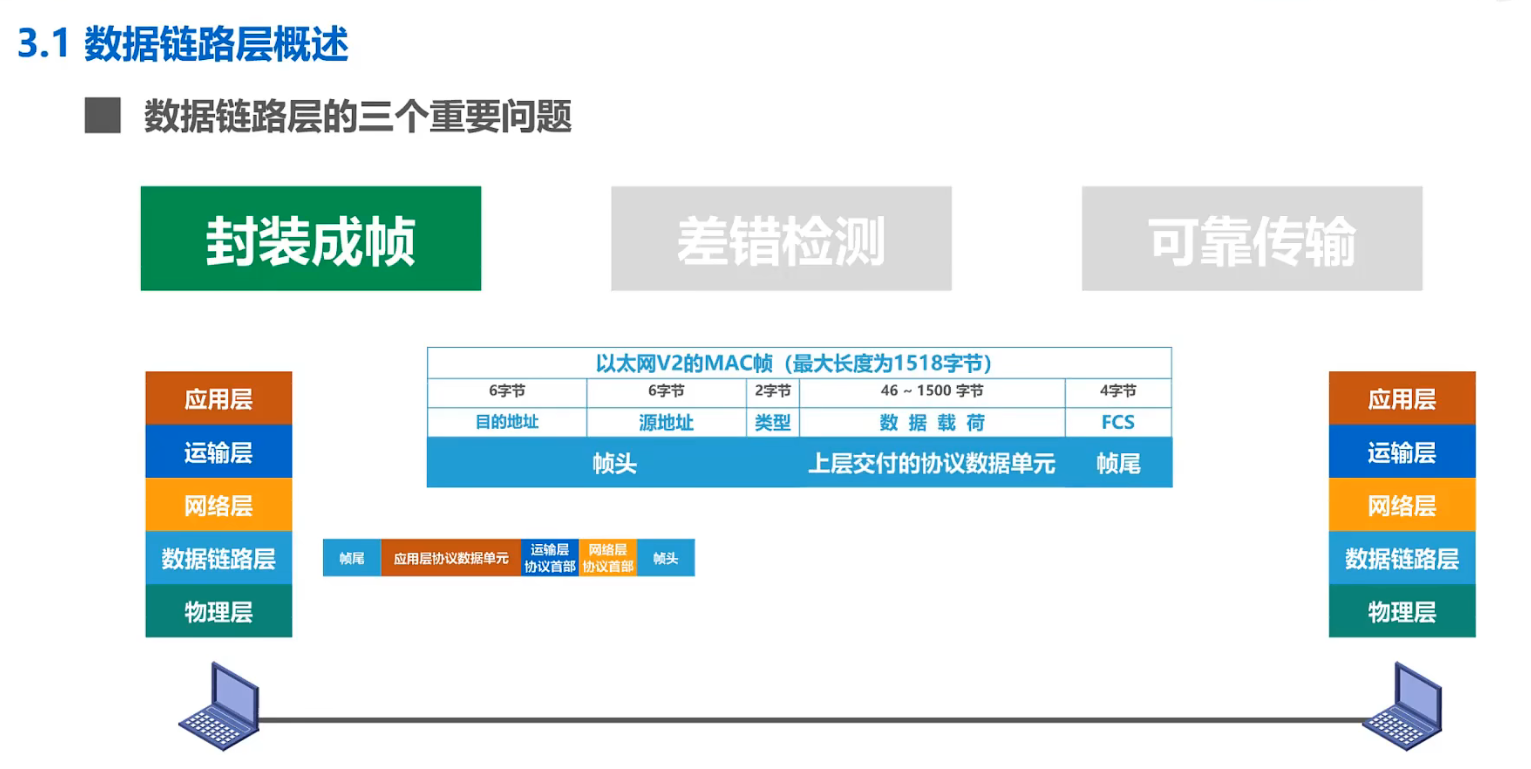 3.1 数据链路层概述
数据链路层的三个重要问题
封装成帧
差错检测
可靠传输
以太网V2的MAC帧（最大长度为1518字节）
6字节
6字节
2字节
46 ~ 1500 字节
4字节
目的地址
源地址
类型
数 据 载 荷
FCS
帧头
上层交付的协议数据单元
帧尾
应用层
运输层
网络层
数据链路层
物理层
帧尾
应用层协议数据单元
运输层
协议首部
网络层
协议首部
帧头
应用层
运输层
网络层
数据链路层
物理层